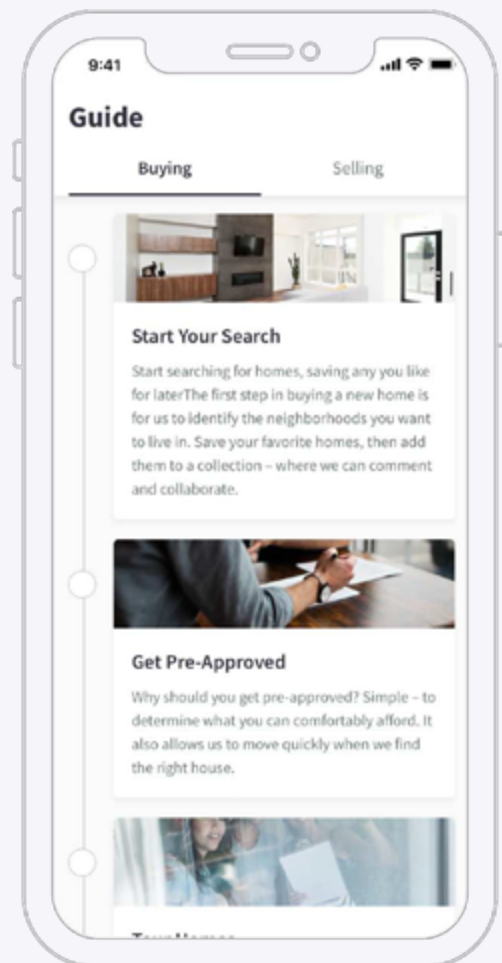 9:41
Guide
Buying
Selling
Start Your Search
Start searching for homes, saving any you like
for laterThe first step in buying a new home is
for us to identify the neighborhoods you want
to live in. Save your favorite homes, then add
them to a collection – where we can comment
and collaborate.
Get Pre-Approved
Why should you get pre-approved? Simple – to
determine what you can comfortably afford. It
also allows us to move quickly when we find
the right house.
Tour Homes